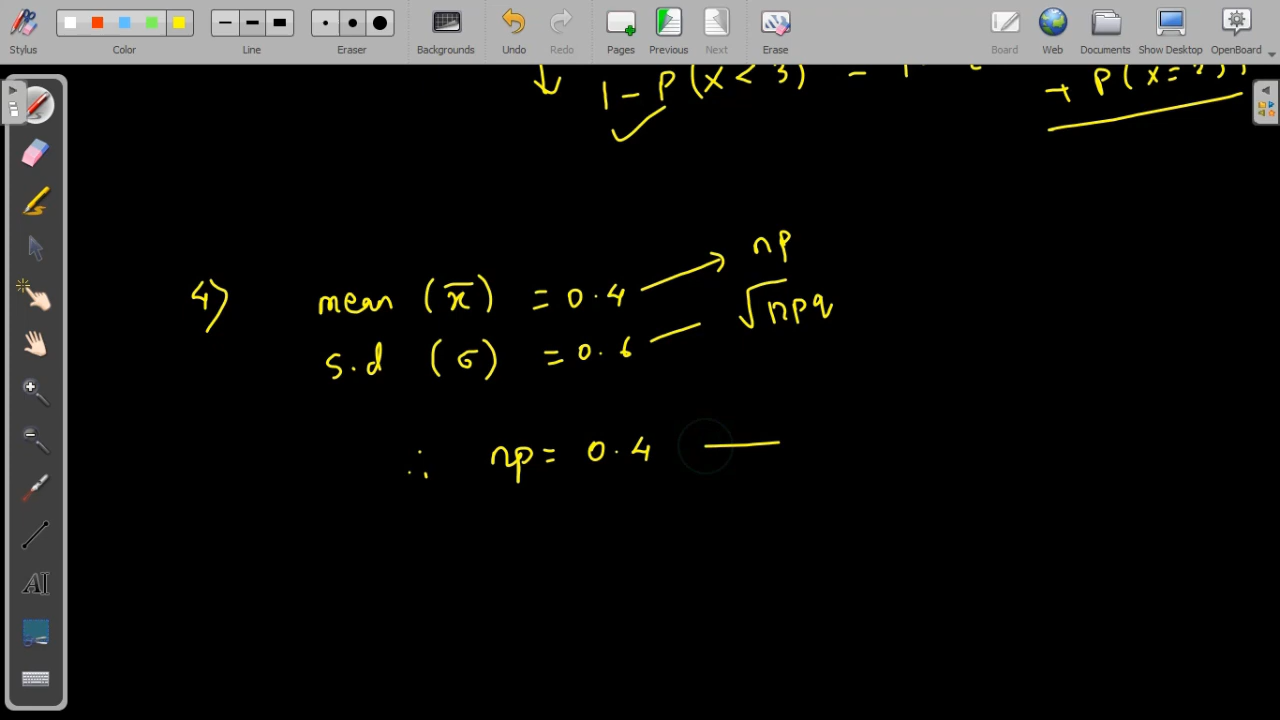 Stylus Color Line Eraser Backgrounds Undo Redo Pages Previous Next Erase Board Web Documents Show Desktop OpenBoard
1 - P(x < 3) =
+ P(x=
4) mean (x̄) = 0.4 → np
s.d (σ) = 0.6 — √npq
∴ np = 0.4 —
AI